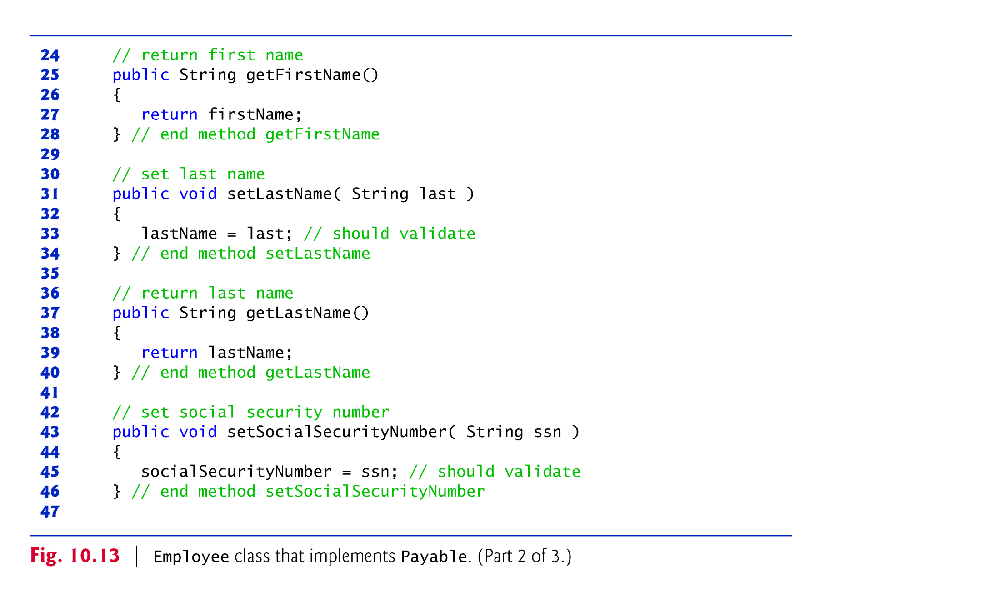 24 // return first name
25 public String getFirstName()
26 {
27 return firstName;
28 } // end method getFirstName
29
30 // set last name
31 public void setLastName( String last )
32 {
33 lastName = last; // should validate
34 } // end method setLastName
35
36 // return last name
37 public String getLastName()
38 {
39 return lastName;
40 } // end method getLastName
41
42 // set social security number
43 public void setSocialSecurityNumber( String ssn )
44 {
45 socialSecurityNumber = ssn; // should validate
46 } // end method setSocialSecurityNumber
47
Fig. 10.13 | Employee class that implements Payable. (Part 2 of 3.)